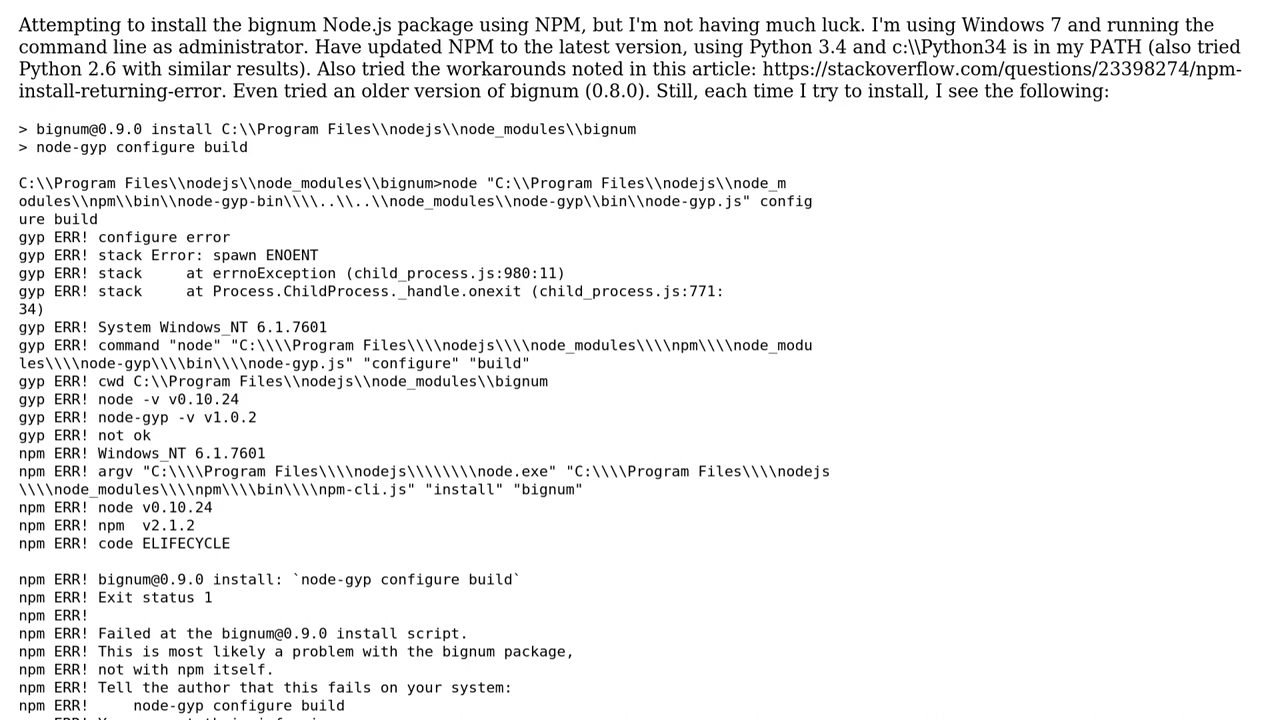 Attempting to install the bignum Node.js package using NPM, but I'm not having much luck. I'm using Windows 7 and running the
command line as administrator. Have updated NPM to the latest version, using Python 3.4 and c:\\Python34 is in my PATH (also tried
Python 2.6 with similar results). Also tried the workarounds noted in this article: https://stackoverflow.com/questions/23398274/npm-
install-returning-error. Even tried an older version of bignum (0.8.0). Still, each time I try to install, I see the following:
> bignum@0.9.0 install C:\\Program Files\\nodejs\\node_modules\\bignum
> node-gyp configure build
C:\\Program Files\\nodejs\\node_modules\\bignum>node "C:\\Program Files\\nodejs\\node_m
odules\\npm\\bin\\node-gyp-bin\\\\..\\..\\node_modules\\node-gyp\\bin\\node-gyp.js" config
ure build
gyp ERR! configure error
gyp ERR! stack Error: spawn ENOENT
gyp ERR! stack     at errnoException (child_process.js:980:11)
gyp ERR! stack     at Process.ChildProcess._handle.onexit (child_process.js:771:
34)
gyp ERR! System Windows_NT 6.1.7601
gyp ERR! command "node" "C:\\\\Program Files\\\\nodejs\\\\node_modules\\\\npm\\\\node_modu
les\\\\node-gyp\\\\bin\\\\node-gyp.js" "configure" "build"
gyp ERR! cwd C:\\Program Files\\nodejs\\node_modules\\bignum
gyp ERR! node -v v0.10.24
gyp ERR! node-gyp -v v1.0.2
gyp ERR! not ok
npm ERR! Windows_NT 6.1.7601
npm ERR! argv "C:\\\\Program Files\\\\nodejs\\\\\\\\node.exe" "C:\\\\Program Files\\\\nodejs
\\\\node_modules\\\\npm\\\\bin\\\\npm-cli.js" "install" "bignum"
npm ERR! node v0.10.24
npm ERR! npm  v2.1.2
npm ERR! code ELIFECYCLE
npm ERR! bignum@0.9.0 install: `node-gyp configure build`
npm ERR! Exit status 1
npm ERR!
npm ERR! Failed at the bignum@0.9.0 install script.
npm ERR! This is most likely a problem with the bignum package,
npm ERR! not with npm itself.
npm ERR! Tell the author that this fails on your system:
npm ERR!     node-gyp configure build